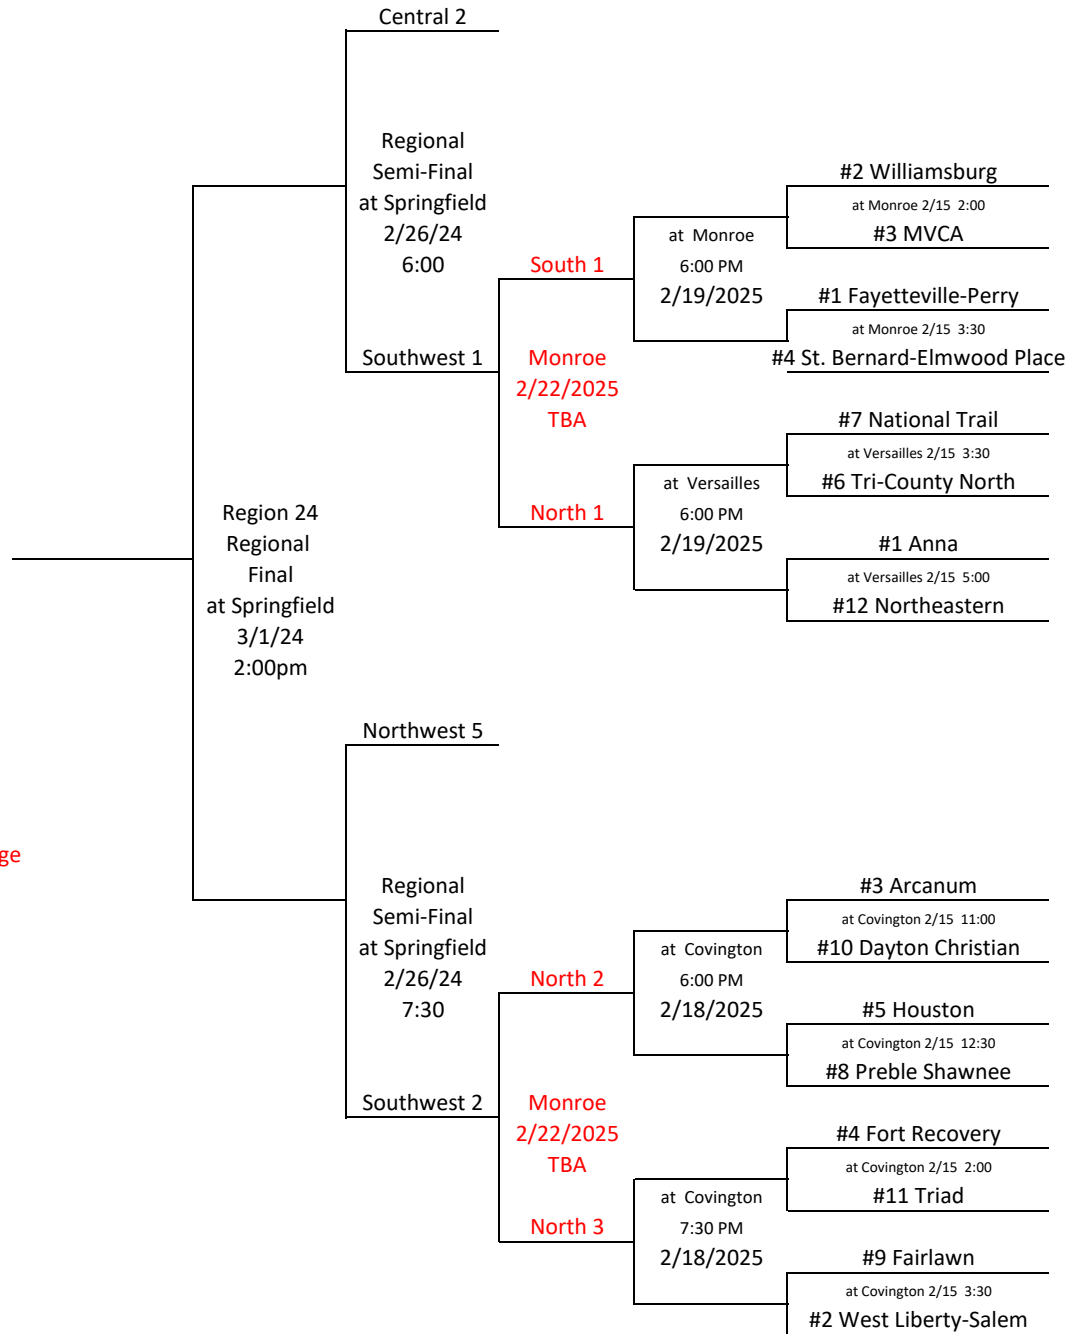 Central 2
Regional
Semi-Final
at Springfield
2/26/24
6:00
#2 Williamsburg
at Monroe 2/15 2:00
#3 MVCA
at Monroe
6:00 PM
2/19/2025
South 1
#1 Fayetteville-Perry
at Monroe 2/15 3:30
#4 St. Bernard-Elmwood Place
Southwest 1
Monroe
2/22/2025
TBA
#7 National Trail
at Versailles 2/15 3:30
#6 Tri-County North
at Versailles
6:00 PM
2/19/2025
North 1
#1 Anna
at Versailles 2/15 5:00
#12 Northeastern
Region 24
Regional
Final
at Springfield
3/1/24
2:00pm
Northwest 5
ge
Regional
Semi-Final
at Springfield
2/26/24
7:30
#3 Arcanum
at Covington 2/15 11:00
#10 Dayton Christian
at Covington
6:00 PM
2/18/2025
North 2
#5 Houston
at Covington 2/15 12:30
#8 Preble Shawnee
Southwest 2
Monroe
2/22/2025
TBA
#4 Fort Recovery
at Covington 2/15 2:00
#11 Triad
at Covington
7:30 PM
2/18/2025
North 3
#9 Fairlawn
at Covington 2/15 3:30
#2 West Liberty-Salem